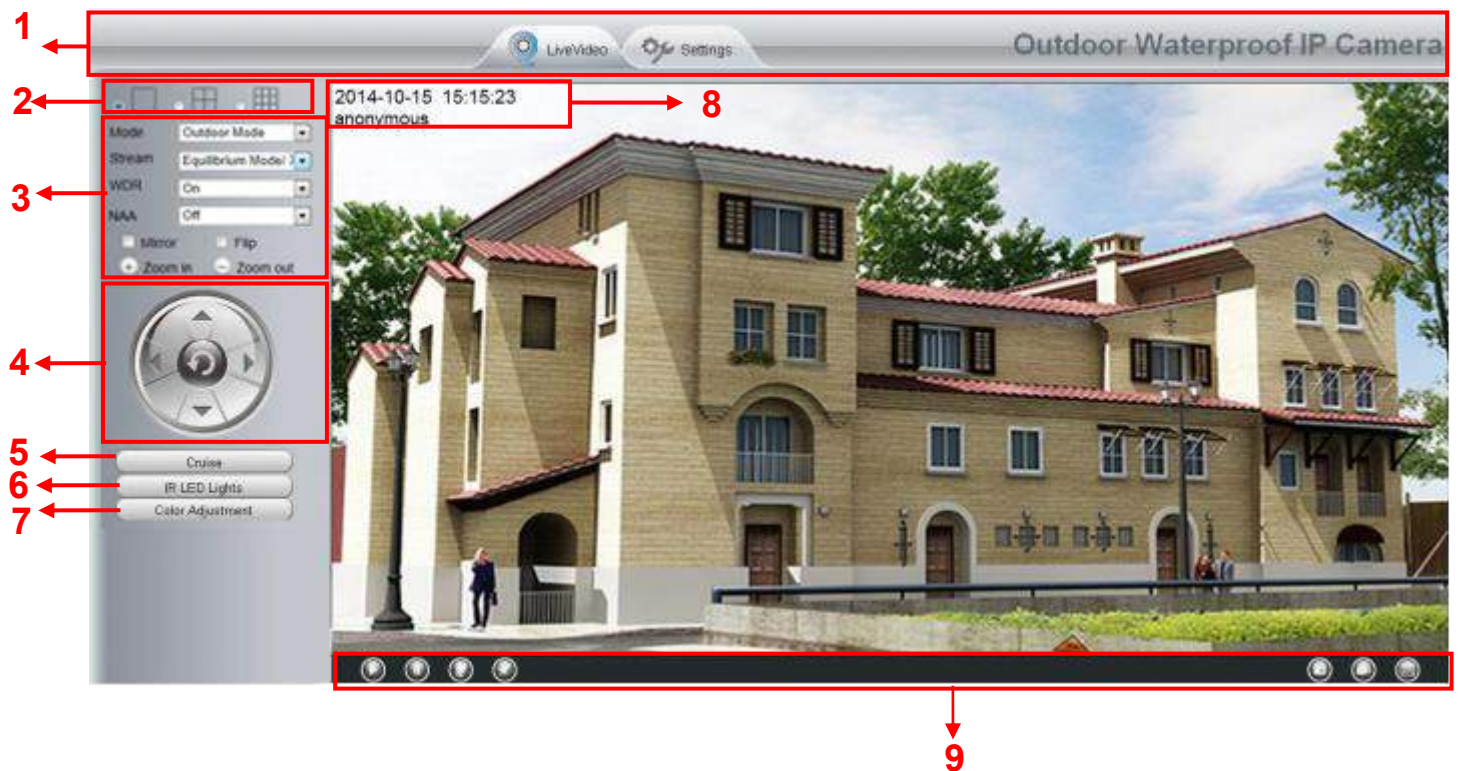 1
LiveVideo
Settings
Outdoor Waterproof IP Camera
2
2014-10-15 15:15:23
anonymous
8
3
Mode
Outdoor Mode
Stream
Equilibrium Mode/
WDR
On
NAA
Off
Mirror
Flip
Zoom in
Zoom out
4
5
Cruise
6
IR LED Lights
7
Color Adjustment
9